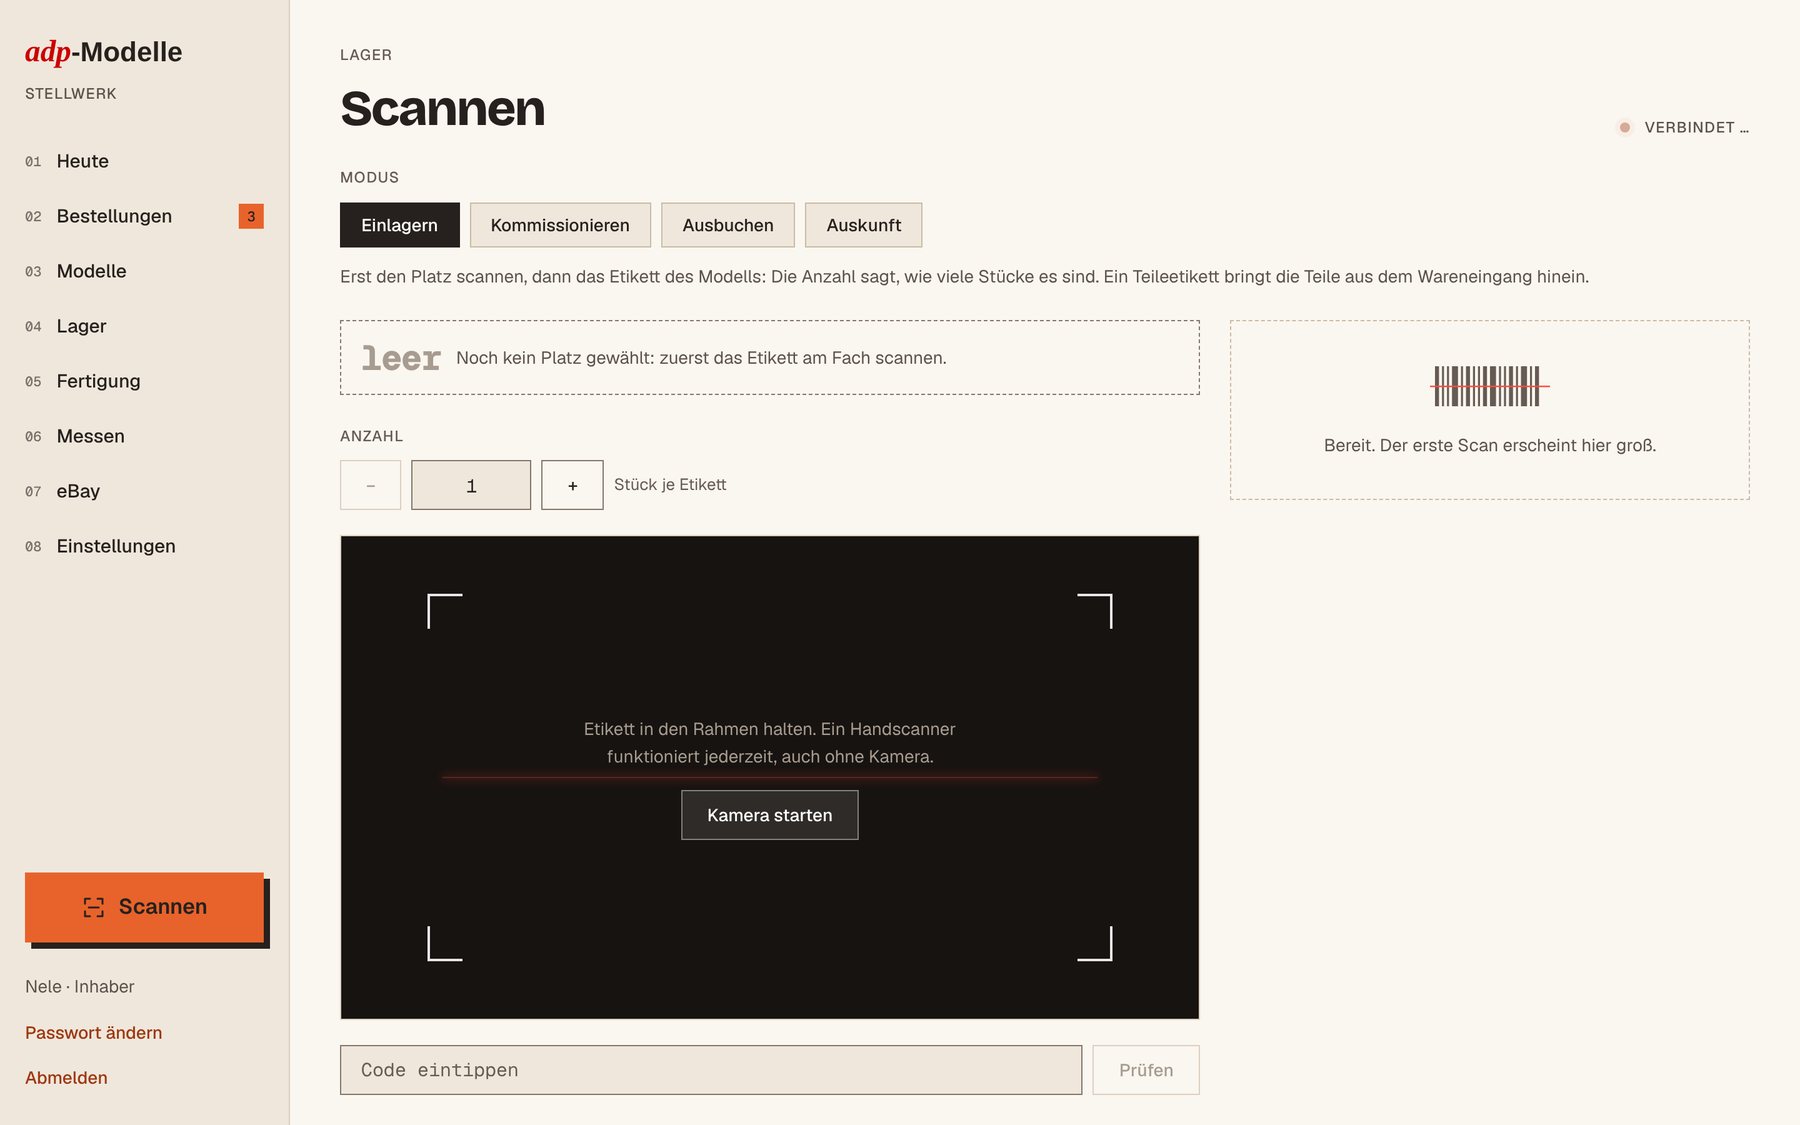 adp-Modelle
STELLWERK
01 Heute
02 Bestellungen 3
03 Modelle
04 Lager
05 Fertigung
06 Messen
07 eBay
08 Einstellungen
Scannen
Nele · Inhaber
Passwort ändern
Abmelden
LAGER
Scannen
VERBINDET …
MODUS
Einlagern Kommissionieren Ausbuchen Auskunft
Erst den Platz scannen, dann das Etikett des Modells: Die Anzahl sagt, wie viele Stücke es sind. Ein Teileetikett bringt die Teile aus dem Wareneingang hinein.
leer Noch kein Platz gewählt: zuerst das Etikett am Fach scannen.
ANZAHL
− 1 + Stück je Etikett
Etikett in den Rahmen halten. Ein Handscanner
funktioniert jederzeit, auch ohne Kamera.
Kamera starten
Code eintippen Prüfen
Bereit. Der erste Scan erscheint hier groß.